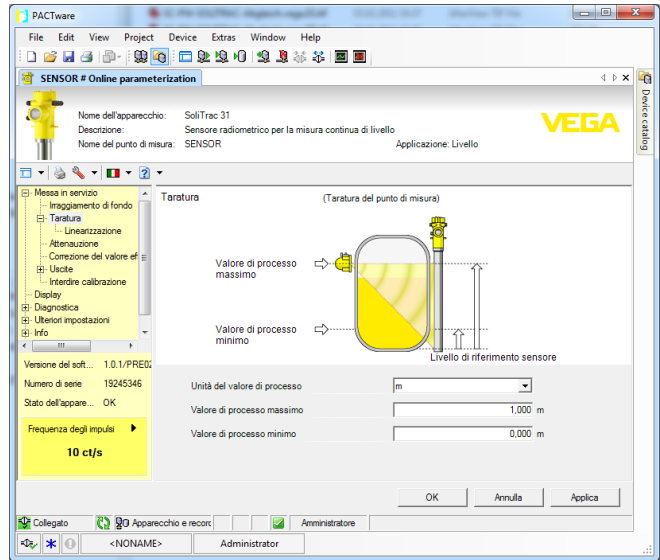 PACTware
File Edit View Project Device Extras Window Help
SENSOR # Online parameterization
Device catalog
Nome dell'apparecchio: SoliTrac 31
Descrizione: Sensore radiometrico per la misura continua di livello
Nome del punto di misura: SENSOR
Applicazione: Livello
VEGA
Messa in servizio
Irraggiamento di fondo
Taratura
Linearizzazione
Attenuazione
Correzione del valore ef
Uscite
Interdire calibrazione
Display
Diagnostica
Ulteriori impostazioni
Info
Versione del soft... 1.0.1/PRE02
Numero di serie 19245346
Stato dell'appare... OK
Frequenza degli impulsi
10 ct/s
Taratura
(Taratura del punto di misura)
Valore di processo
massimo
Valore di processo
minimo
Livello di riferimento sensore
Unità del valore di processo m
Valore di processo massimo 1,000 m
Valore di processo minimo 0,000 m
OK Annulla Applica
Collegato Apparecchio e record Amministratore
<NONAME> Administrator